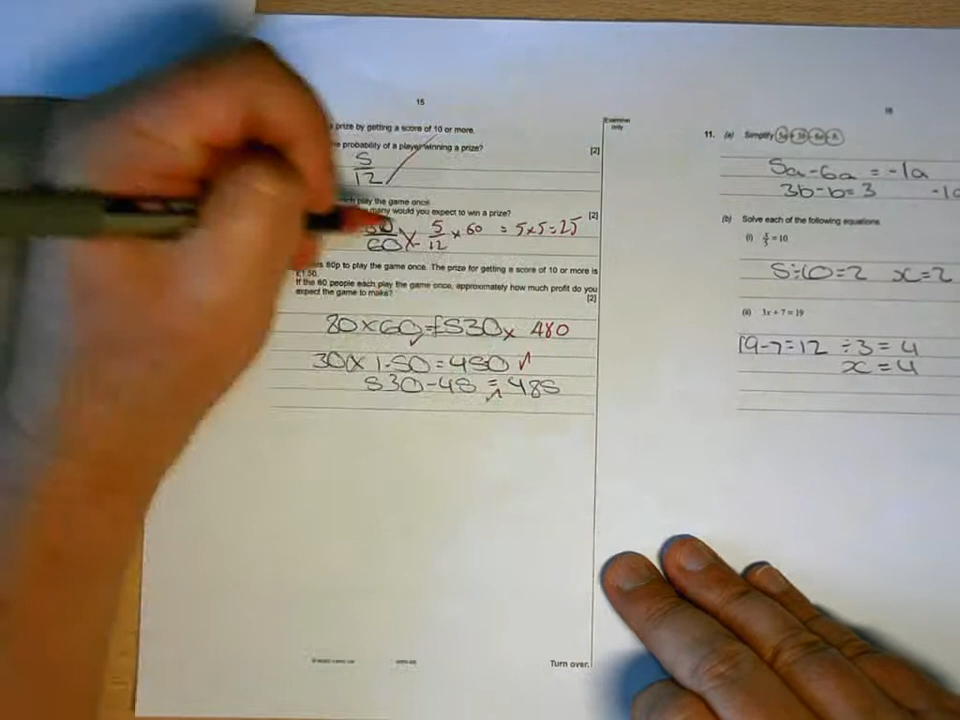 15
prize by getting a score of 10 or more.
probability of a player winning a prize?
[2]
5
12
play the game once
many would you expect to win a prize?
[2]
60 × 5/12 × 60 = 5×5=25
80p to play the game once. The prize for getting a score of 10 or more is
£1.50.
If the 60 people each play the game once, approximately how much profit do you
expect the game to make?
[2]
80×60=£530× 480
30(× 1.50=450
530-45=485
Turn over.
Examiner
only
16
11. (a) Simplify
5a-6a = -1a
3b-b=3
(b) Solve each of the following equations.
(i) x/5 = 10
5÷10=2 x=2
(ii) 3x + 7 = 19
19-7=12 ÷3=4
x=4